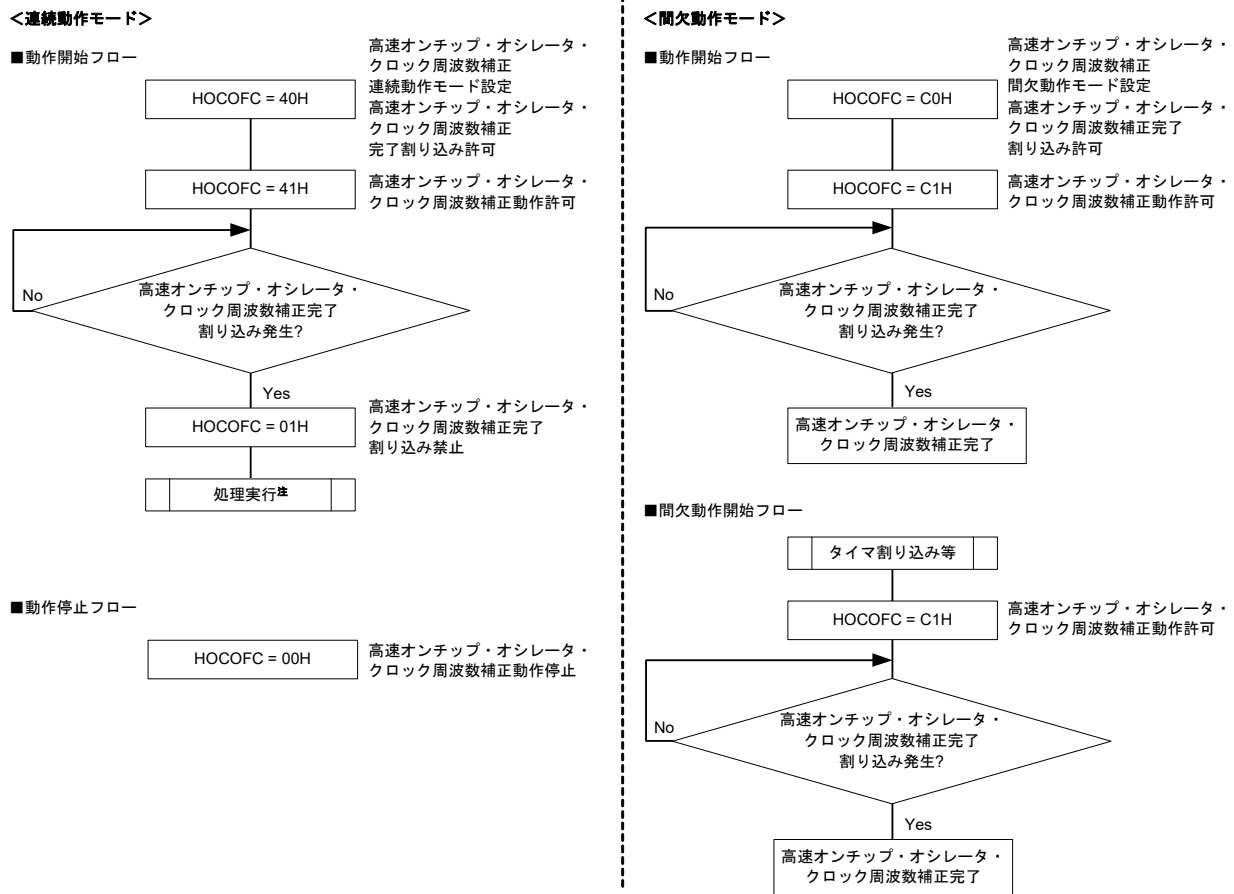 ＜連続動作モード＞
■動作開始フロー
HOCOFC = 40H
高速オンチップ・オシレータ・
クロック周波数補正
連続動作モード設定
高速オンチップ・オシレータ・
クロック周波数補正
完了割り込み許可
HOCOFC = 41H
高速オンチップ・オシレータ・
クロック周波数補正動作許可
No
高速オンチップ・オシレータ・
クロック周波数補正完了
割り込み発生?
Yes
HOCOFC = 01H
高速オンチップ・オシレータ・
クロック周波数補正完了
割り込み禁止
処理実行注
■動作停止フロー
HOCOFC = 00H
高速オンチップ・オシレータ・
クロック周波数補正動作停止
＜間欠動作モード＞
■動作開始フロー
HOCOFC = C0H
高速オンチップ・オシレータ・
クロック周波数補正
間欠動作モード設定
高速オンチップ・オシレータ・
クロック周波数補正完了
割り込み許可
HOCOFC = C1H
高速オンチップ・オシレータ・
クロック周波数補正動作許可
No
高速オンチップ・オシレータ・
クロック周波数補正完了
割り込み発生?
Yes
高速オンチップ・オシレータ・
クロック周波数補正完了
■間欠動作開始フロー
タイマ割り込み等
HOCOFC = C1H
高速オンチップ・オシレータ・
クロック周波数補正動作許可
No
高速オンチップ・オシレータ・
クロック周波数補正完了
割り込み発生?
Yes
高速オンチップ・オシレータ・
クロック周波数補正完了